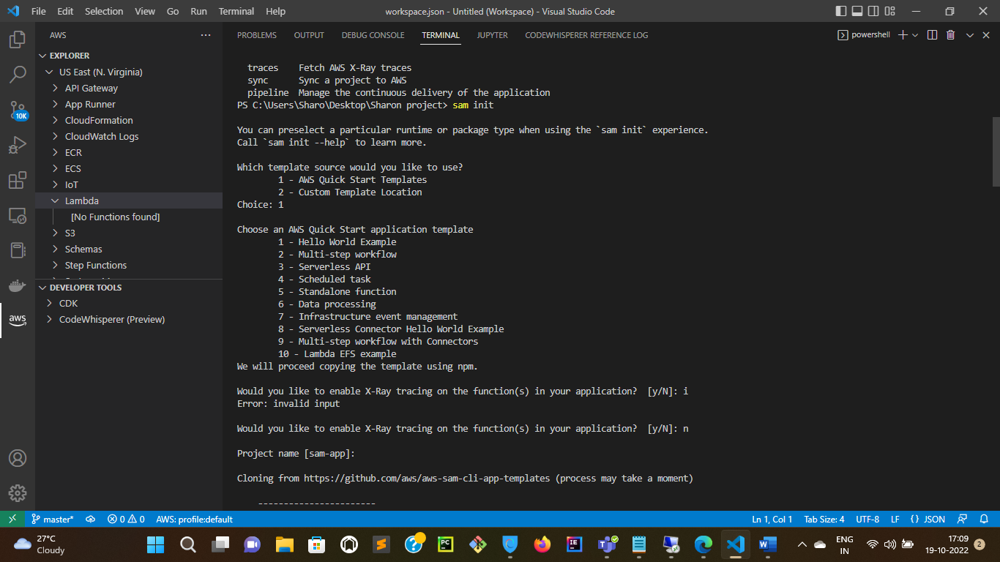 File Edit Selection View Go Run Terminal Help
workspace.json - Untitled (Workspace) - Visual Studio Code
AWS
EXPLORER
US East (N. Virginia)
API Gateway
App Runner
CloudFormation
CloudWatch Logs
ECR
ECS
IoT
Lambda
[No Functions found]
S3
Schemas
Step Functions
DEVELOPER TOOLS
CDK
CodeWhisperer (Preview)
10K
aws
PROBLEMS OUTPUT DEBUG CONSOLE TERMINAL JUPYTER CODEWHISPERER REFERENCE LOG
powershell
traces Fetch AWS X-Ray traces
sync Sync a project to AWS
pipeline Manage the continuous delivery of the application
PS C:\Users\Sharo\Desktop\Sharon project> sam init
You can preselect a particular runtime or package type when using the `sam init` experience.
Call `sam init --help` to learn more.
Which template source would you like to use?
1 - AWS Quick Start Templates
2 - Custom Template Location
Choice: 1
Choose an AWS Quick Start application template
1 - Hello World Example
2 - Multi-step workflow
3 - Serverless API
4 - Scheduled task
5 - Standalone function
6 - Data processing
7 - Infrastructure event management
8 - Serverless Connector Hello World Example
9 - Multi-step workflow with Connectors
10 - Lambda EFS example
We will proceed copying the template using npm.
Would you like to enable X-Ray tracing on the function(s) in your application? [y/N]: i
Error: invalid input
Would you like to enable X-Ray tracing on the function(s) in your application? [y/N]: n
Project name [sam-app]:
Cloning from https://github.com/aws/aws-sam-cli-app-templates (process may take a moment)
-----------------------
master* 0 0 AWS: profile:default
Ln 1, Col 1 Tab Size: 4 UTF-8 LF {} JSON
27°C
Cloudy
ENG
IN
17:09
19-10-2022
2